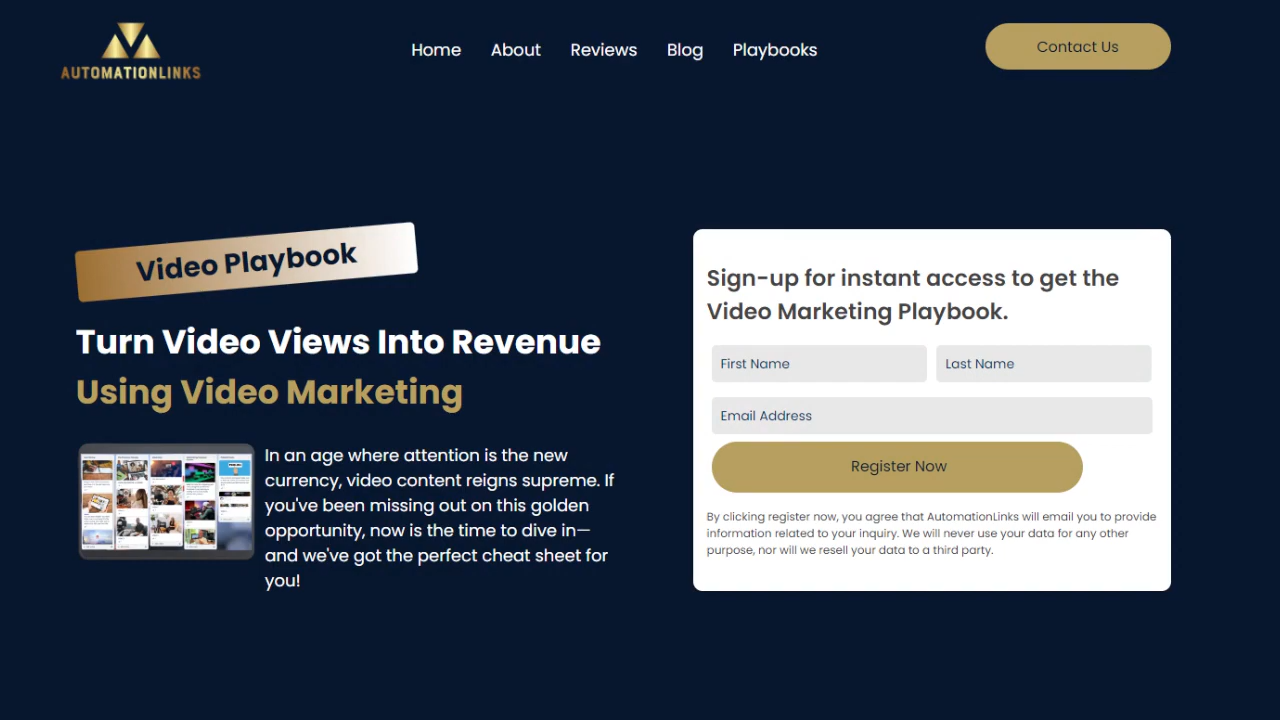 AUTOMATIONLINKS
Home
About
Reviews
Blog
Playbooks
Contact Us
Video Playbook
Turn Video Views Into Revenue
Using Video Marketing
In an age where attention is the new
currency, video content reigns supreme. If
you've been missing out on this golden
opportunity, now is the time to dive in—
and we've got the perfect cheat sheet for
you!
Sign-up for instant access to get the
Video Marketing Playbook.
First Name
Last Name
Email Address
Register Now
By clicking register now, you agree that AutomationLinks will email you to provide
information related to your inquiry. We will never use your data for any other
purpose, nor will we resell your data to a third party.